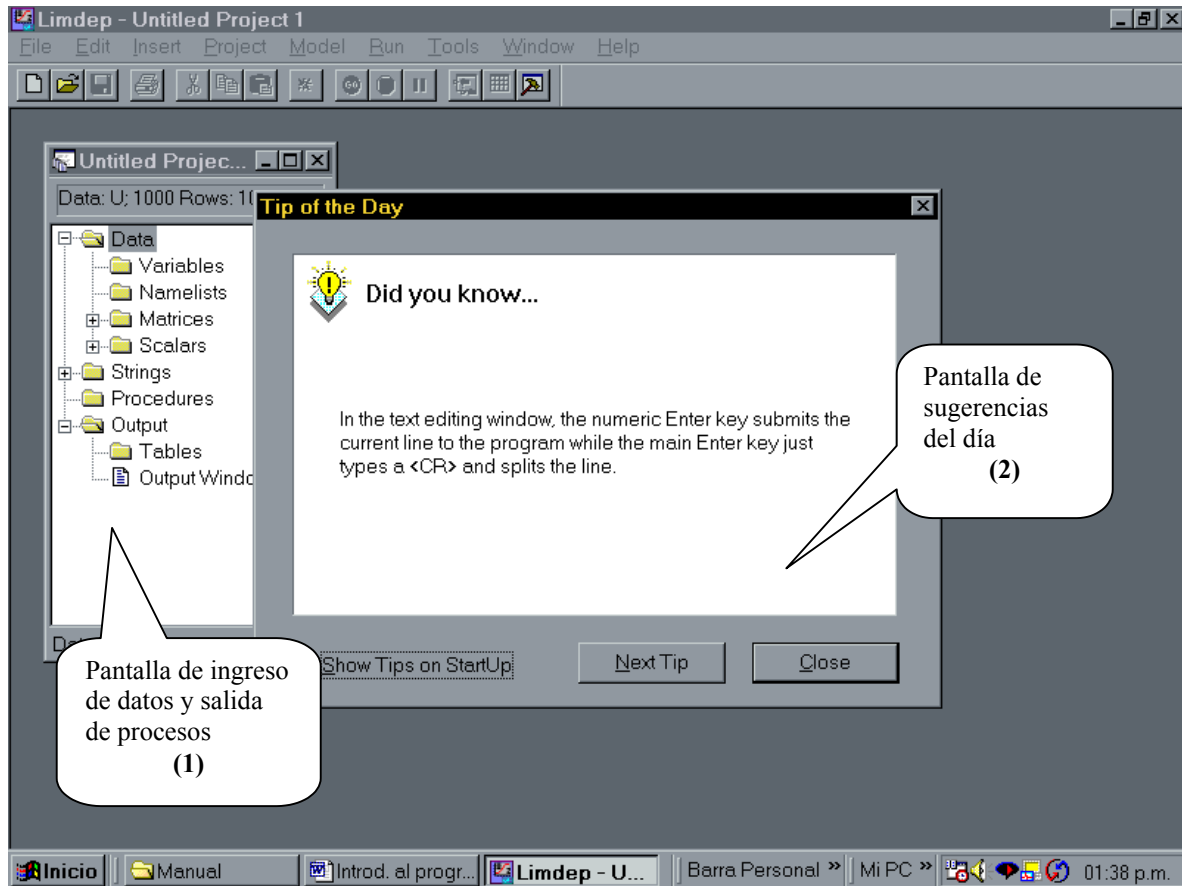 Limdep - Untitled Project 1
File Edit Insert Project Model Run Tools Window Help
GO
Untitled Projec...
Data: U; 1000 Rows: 10
Data
Variables
Namelists
Matrices
Scalars
Strings
Procedures
Output
Tables
Output Windo
Tip of the Day
Did you know...
In the text editing window, the numeric Enter key submits the
current line to the program while the main Enter key just
types a <CR> and splits the line.
Show Tips on StartUp
Next Tip
Close
Pantalla de
sugerencias
del día
(2)
Pantalla de ingreso
de datos y salida
de procesos
(1)
Inicio
Manual
Introd. al progr...
Limdep - U...
Barra Personal »
Mi PC »
01:38 p.m.